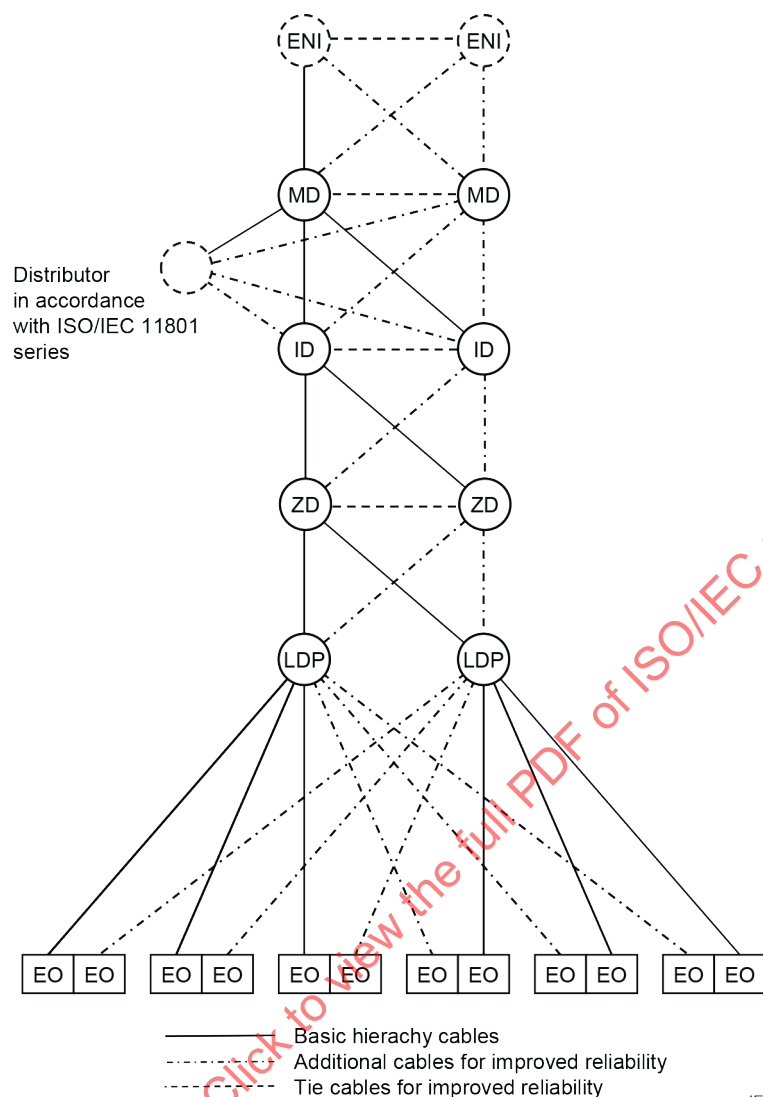 ENI ENI
MD MD
Distributor
in accordance
with ISO/IEC 11801
series
ID ID
ZD ZD
LDP LDP
EO EO EO EO EO EO EO EO EO EO EO EO
Basic hierachy cables
Additional cables for improved reliability
Tie cables for improved reliability
Click to view the full PDF of ISO/IEC